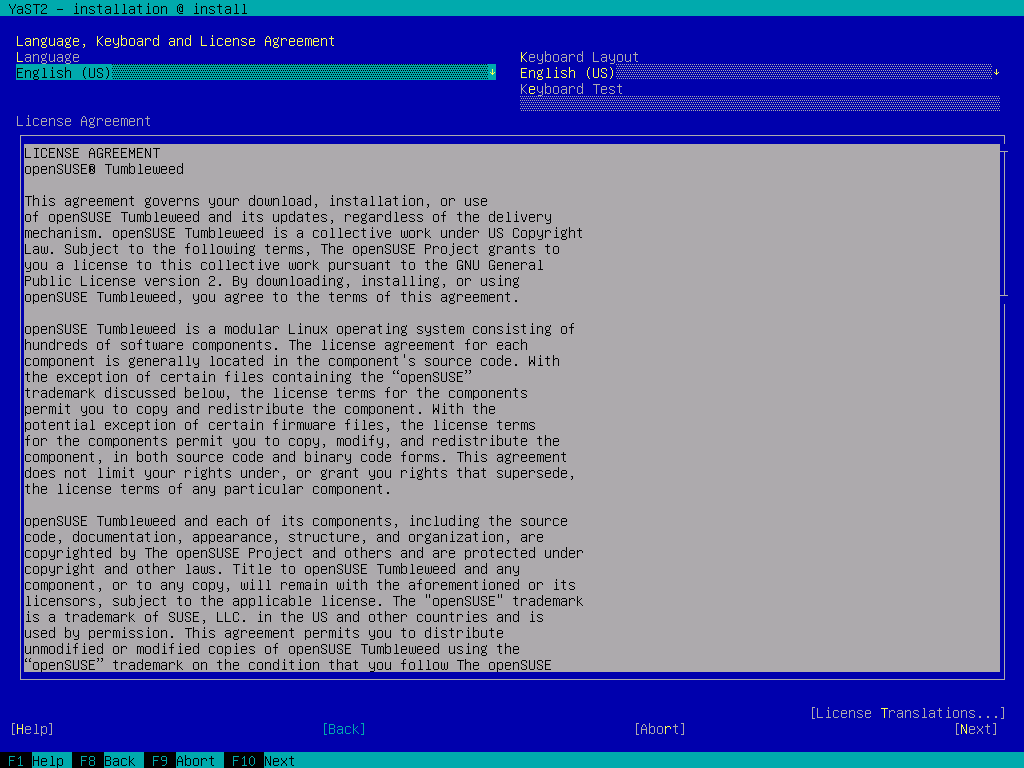 YaST2 - installation @ install
Language, Keyboard and License Agreement
Language
Keyboard Layout
English (US)
English (US)
Keyboard Test
License Agreement
LICENSE AGREEMENT
openSUSE® Tumbleweed
This agreement governs your download, installation, or use
of openSUSE Tumbleweed and its updates, regardless of the delivery
mechanism. openSUSE Tumbleweed is a collective work under US Copyright
Law. Subject to the following terms, The openSUSE Project grants to
you a license to this collective work pursuant to the GNU General
Public License version 2. By downloading, installing, or using
openSUSE Tumbleweed, you agree to the terms of this agreement.
openSUSE Tumbleweed is a modular Linux operating system consisting of
hundreds of software components. The license agreement for each
component is generally located in the component's source code. With
the exception of certain files containing the “openSUSE”
trademark discussed below, the license terms for the components
permit you to copy and redistribute the component. With the
potential exception of certain firmware files, the license terms
for the components permit you to copy, modify, and redistribute the
component, in both source code and binary code forms. This agreement
does not limit your rights under, or grant you rights that supersede,
the license terms of any particular component.
openSUSE Tumbleweed and each of its components, including the source
code, documentation, appearance, structure, and organization, are
copyrighted by The openSUSE Project and others and are protected under
copyright and other laws. Title to openSUSE Tumbleweed and any
component, or to any copy, will remain with the aforementioned or its
licensors, subject to the applicable license. The "openSUSE" trademark
is a trademark of SUSE, LLC. in the US and other countries and is
used by permission. This agreement permits you to distribute
unmodified or modified copies of openSUSE Tumbleweed using the
“openSUSE” trademark on the condition that you follow The openSUSE
[License Translations...]
[Help] [Back] [Abort] [Next]
F1 Help F8 Back F9 Abort F10 Next